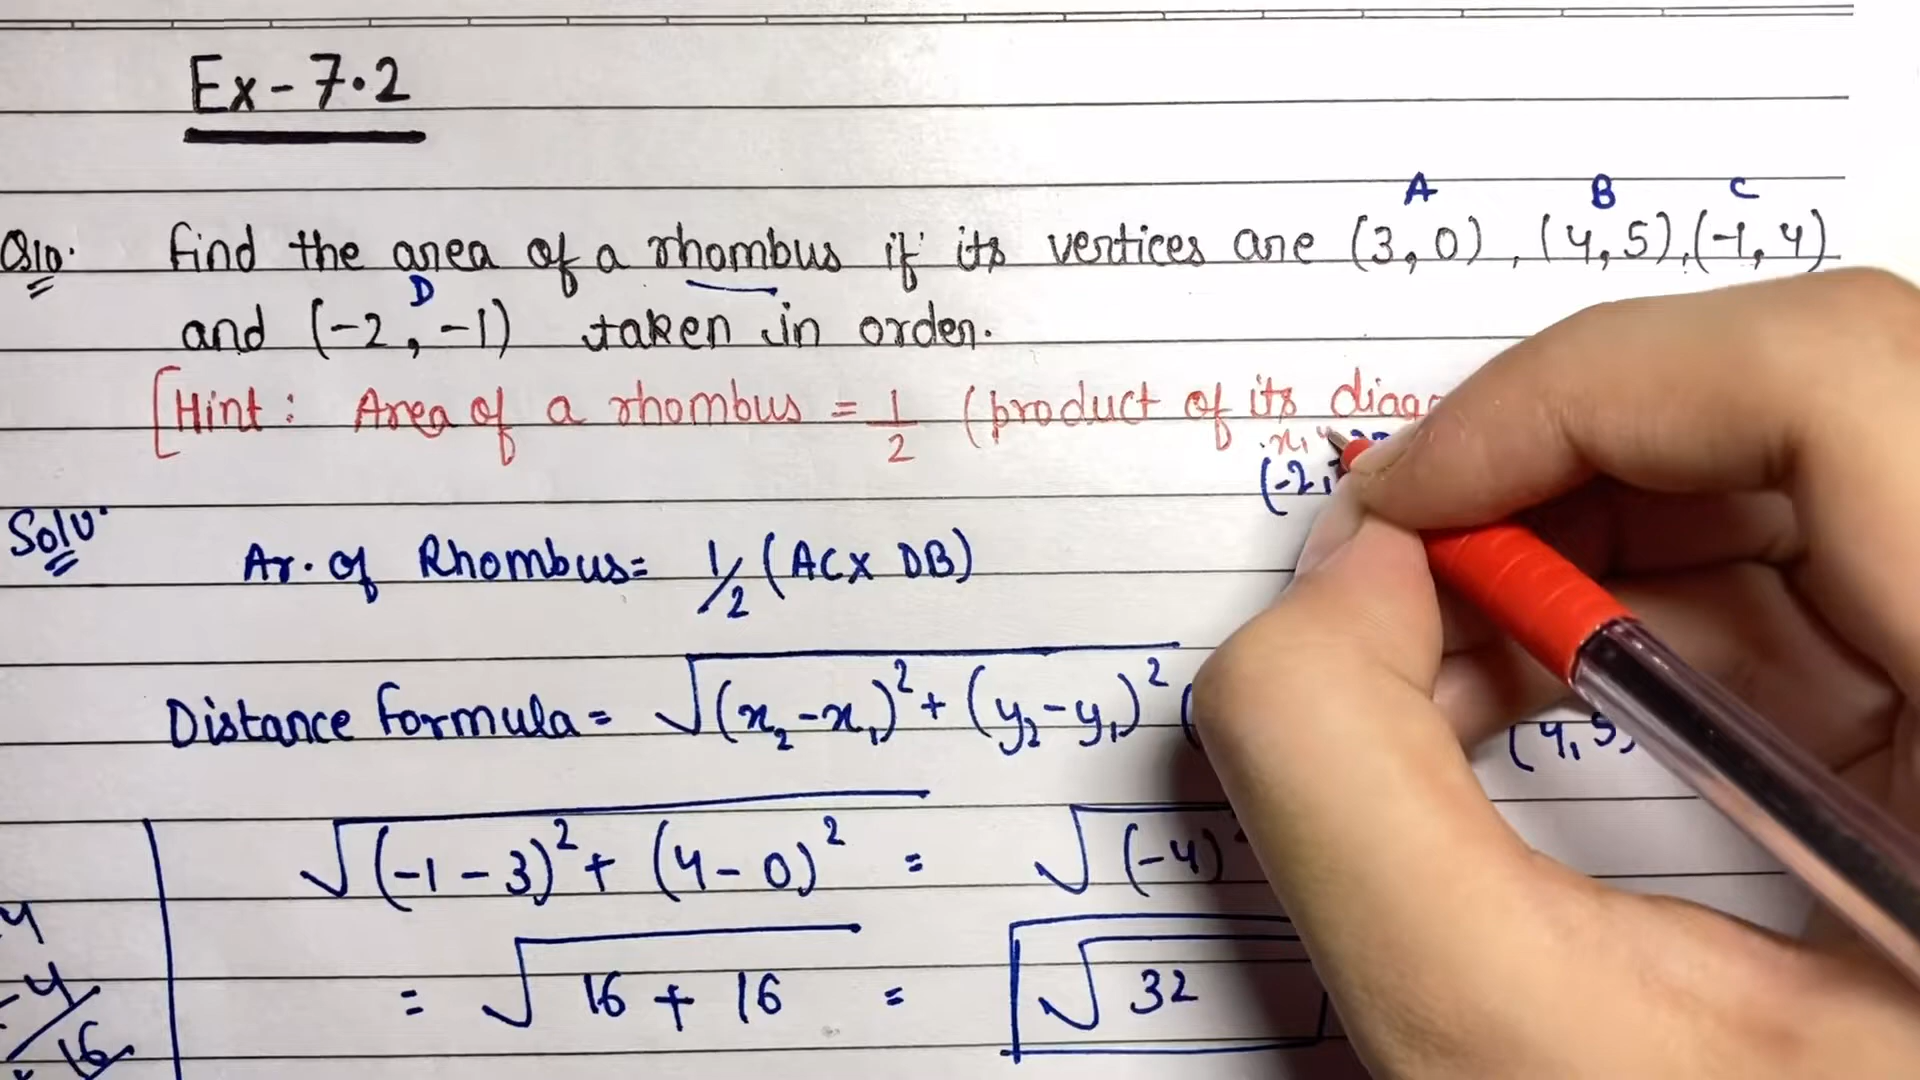 Ex-7.2
A B C
Q10. Find the area of a rhombus if its vertices are (3, 0), (4, 5), (-1, 4)
D
and (-2, -1) taken in order.
[Hint: Area of a rhombus = 1/2 (product of its
x₁
(-2,
Solu. Ar. of Rhombus = 1/2 (AC x DB)
Distance formula = √(x₂-x₁)² + (y₂-y₁)² (
(4, 5)
√(-1-3)² + (4-0)² = √(-4)
= √16 + 16 = √32
16